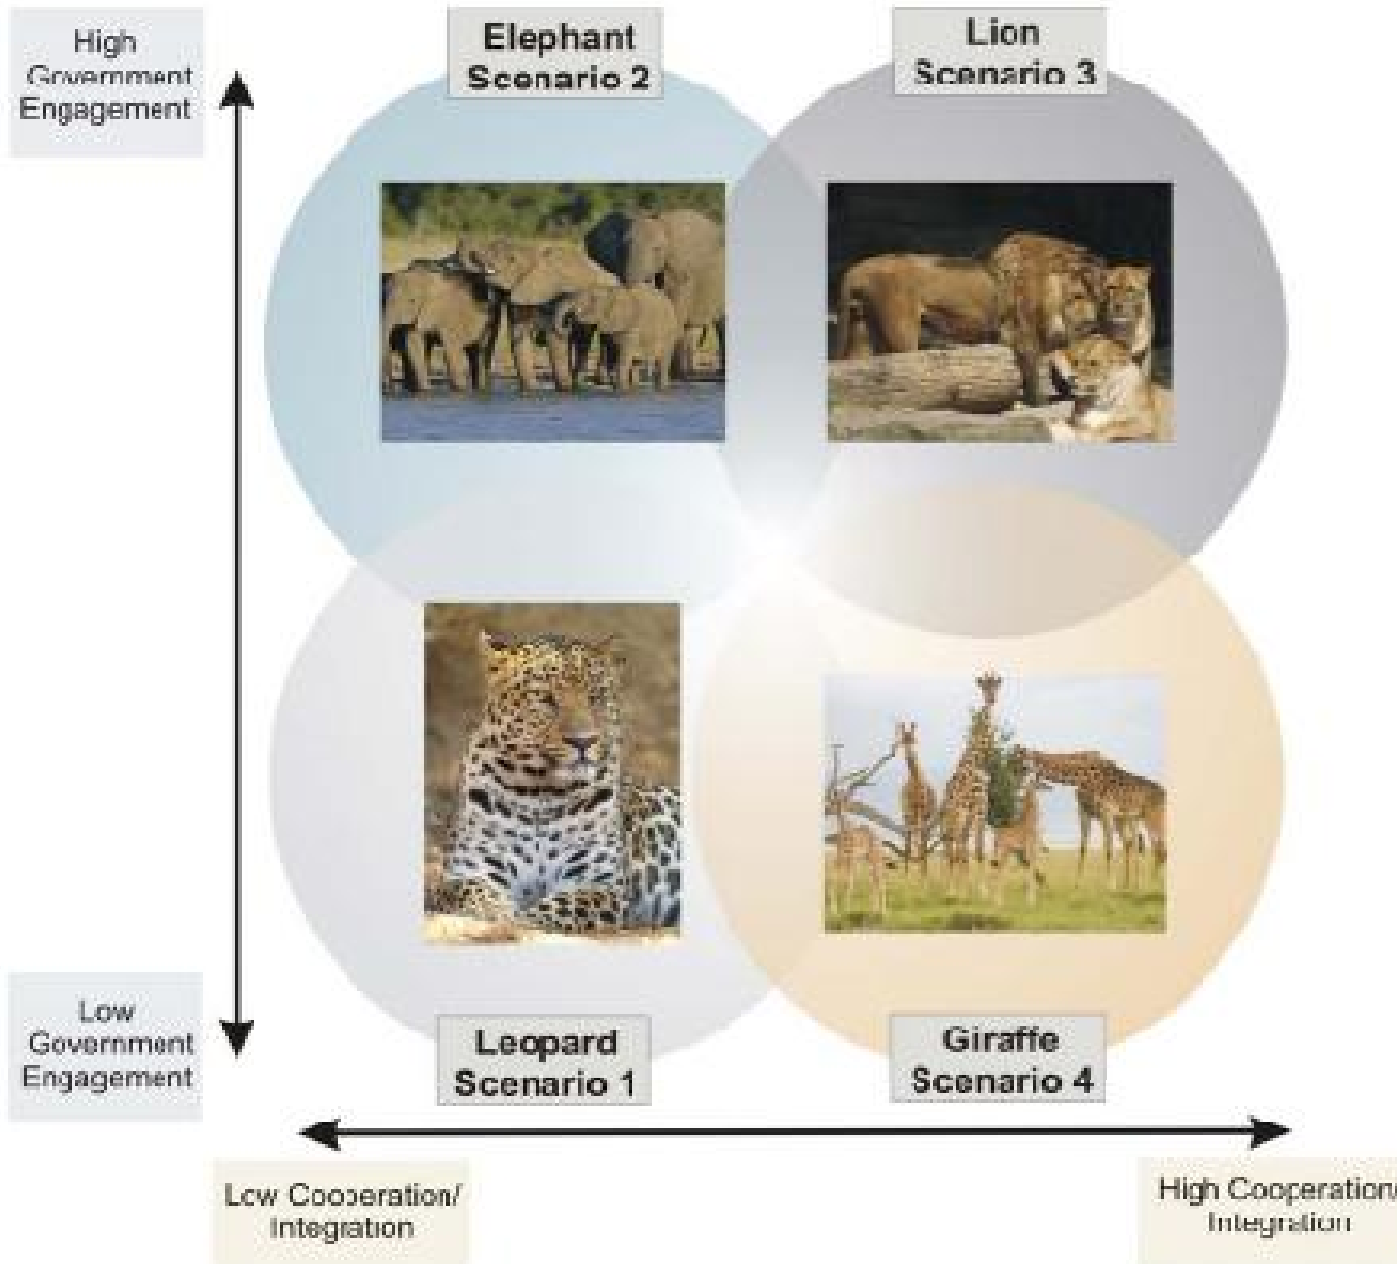 High
Government
Engagement
Elephant
Scenario 2
Lion
Scenario 3
Low
Government
Engagement
Leopard
Scenario 1
Giraffe
Scenario 4
Low Cooperation/
Integration
High Cooperation/
Integration